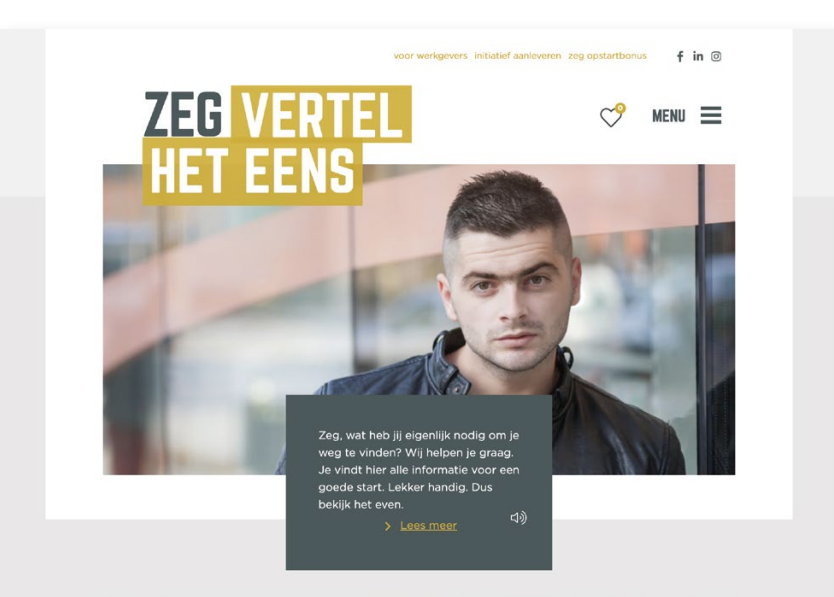 voor werkgevers initiatief aanleveren zeg opstartbonus f in
ZEG VERTEL
HET EENS
0
MENU
Zeg, wat heb jij eigenlijk nodig om je
weg te vinden? Wij helpen je graag.
Je vindt hier alle informatie voor een
goede start. Lekker handig. Dus
bekijk het even.
Lees meer